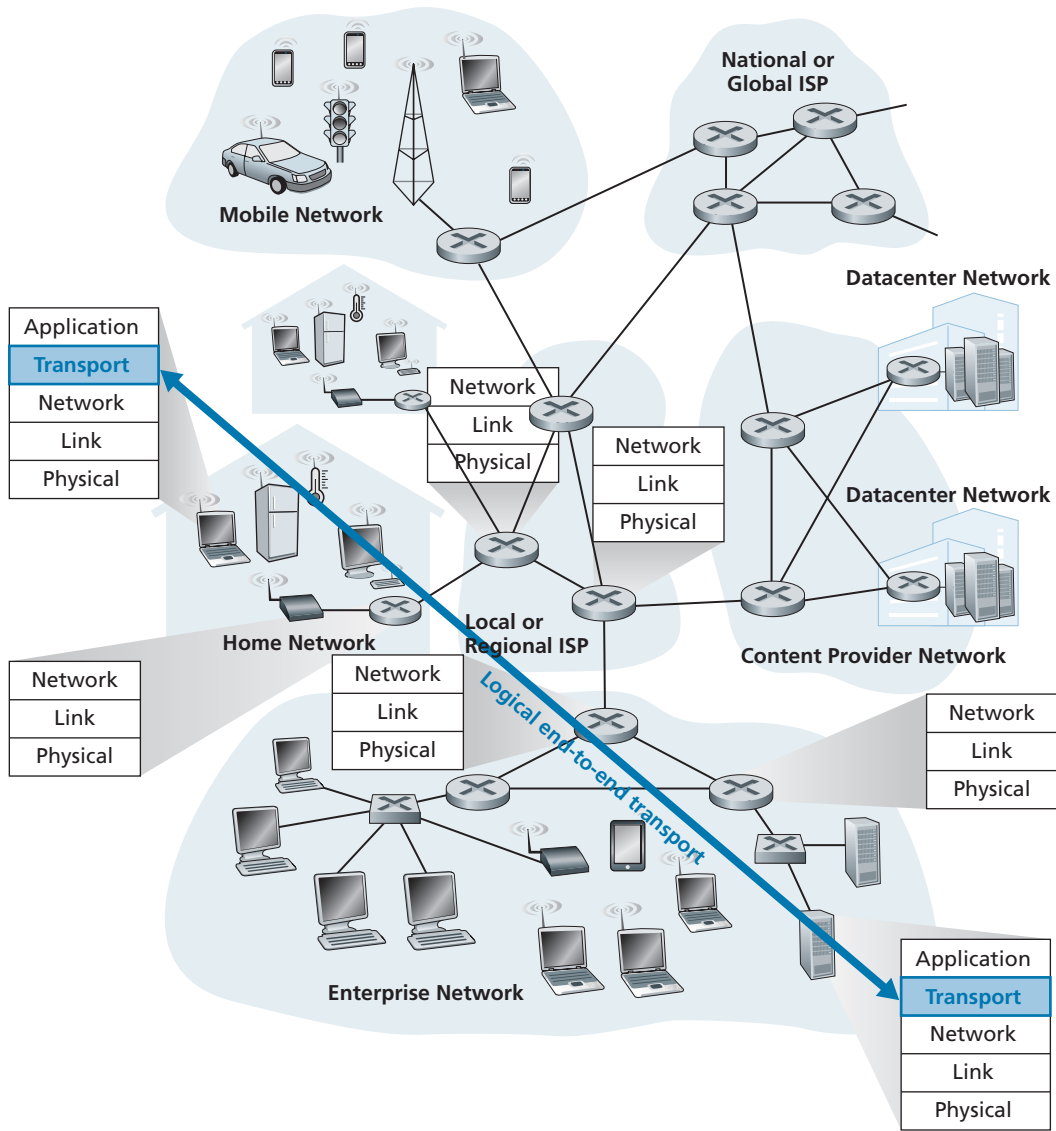 National or
Global ISP
Mobile Network
Datacenter Network
Application
Transport
Network
Link
Physical
Network
Link
Physical
Network
Link
Physical
Datacenter Network
Home Network
Local or
Regional ISP
Content Provider Network
Network
Link
Physical
Network
Link
Physical
Logical end-to-end transport
Network
Link
Physical
Enterprise Network
Application
Transport
Network
Link
Physical